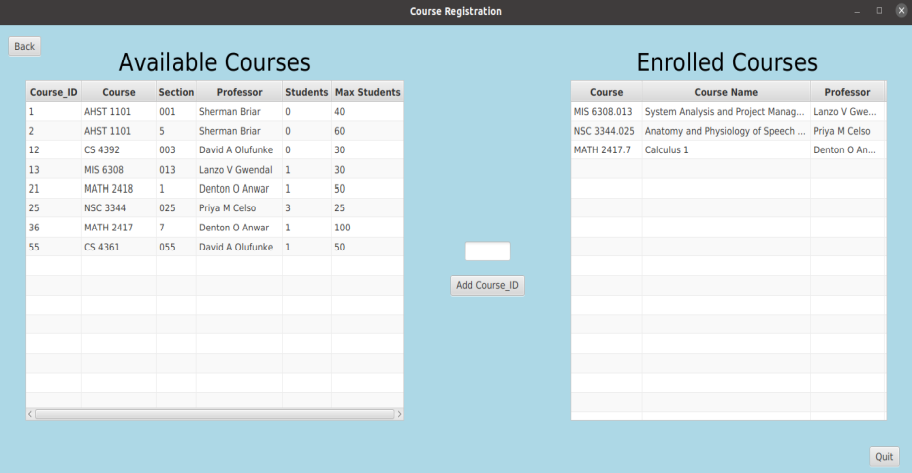 Course Registration
Back
Available Courses
Course_ID Course Section Professor Students Max Students
1 AHST 1101 001 Sherman Briar 0 40
2 AHST 1101 5 Sherman Briar 0 60
12 CS 4392 003 David A Olufunke 0 30
13 MIS 6308 013 Lanzo V Gwendal 1 30
21 MATH 2418 1 Denton O Anwar 1 50
25 NSC 3344 025 Priya M Celso 3 25
36 MATH 2417 7 Denton O Anwar 1 100
55 CS 4361 055 David A Olufunke 1 50
Add Course_ID
Enrolled Courses
Course Course Name Professor
MIS 6308.013 System Analysis and Project Manag... Lanzo V Gwe...
NSC 3344.025 Anatomy and Physiology of Speech ... Priya M Celso
MATH 2417.7 Calculus 1 Denton O An...
Quit